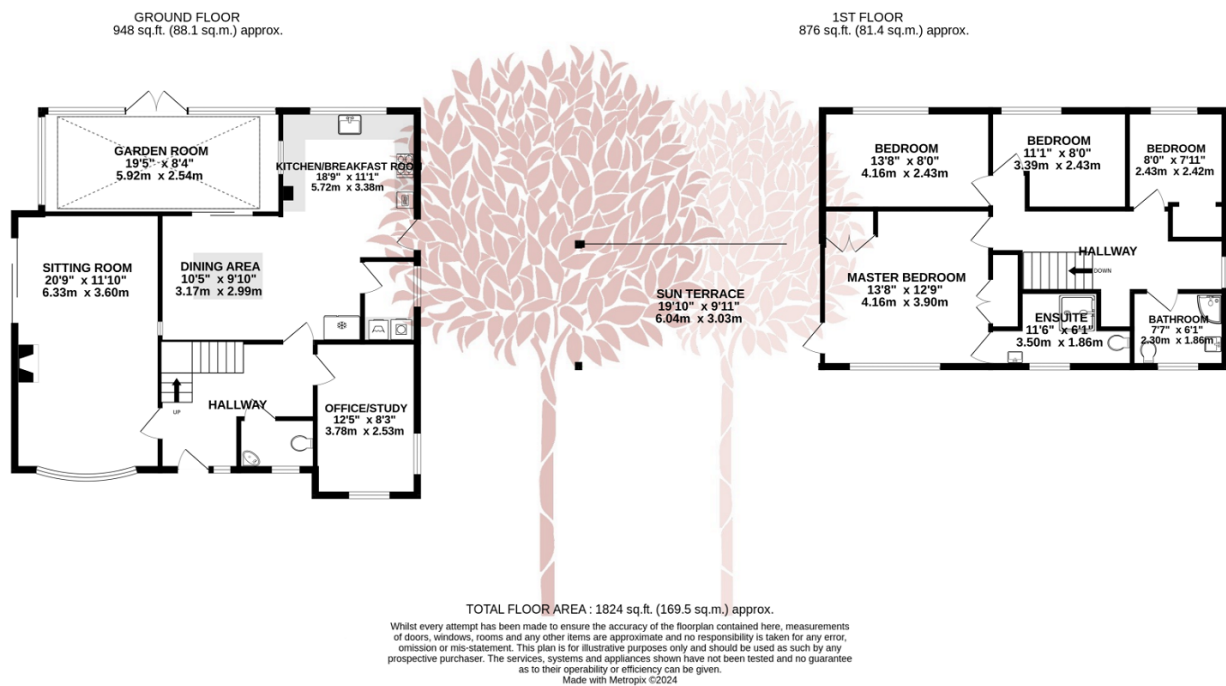 GROUND FLOOR
948 sq.ft. (88.1 sq.m.) approx.
1ST FLOOR
876 sq.ft. (81.4 sq.m.) approx.
GARDEN ROOM
19'5" x 8'4"
5.92m x 2.54m
KITCHEN/BREAKFAST ROOM
18'9" x 11'1"
5.72m x 3.38m
SITTING ROOM
20'9" x 11'10"
6.33m x 3.60m
DINING AREA
10'5" x 9'10"
3.17m x 2.99m
UP
HALLWAY
OFFICE/STUDY
12'5" x 8'3"
3.78m x 2.53m
SUN TERRACE
19'10" x 9'11"
6.04m x 3.03m
BEDROOM
13'8" x 8'0"
4.16m x 2.43m
BEDROOM
11'1" x 8'0"
3.39m x 2.43m
BEDROOM
8'0" x 7'11"
2.43m x 2.42m
HALLWAY
DOWN
MASTER BEDROOM
13'8" x 12'9"
4.16m x 3.90m
ENSUITE
11'6" x 6'1"
3.50m x 1.86m
BATHROOM
7'7" x 6'1"
2.30m x 1.86m
TOTAL FLOOR AREA : 1824 sq.ft. (169.5 sq.m.) approx.
Whilst every attempt has been made to ensure the accuracy of the floorplan contained here, measurements
of doors, windows, rooms and any other items are approximate and no responsibility is taken for any error,
omission or mis-statement. This plan is for illustrative purposes only and should be used as such by any
prospective purchaser. The services, systems and appliances shown have not been tested and no guarantee
as to their operability or efficiency can be given.
Made with Metropix ©2024